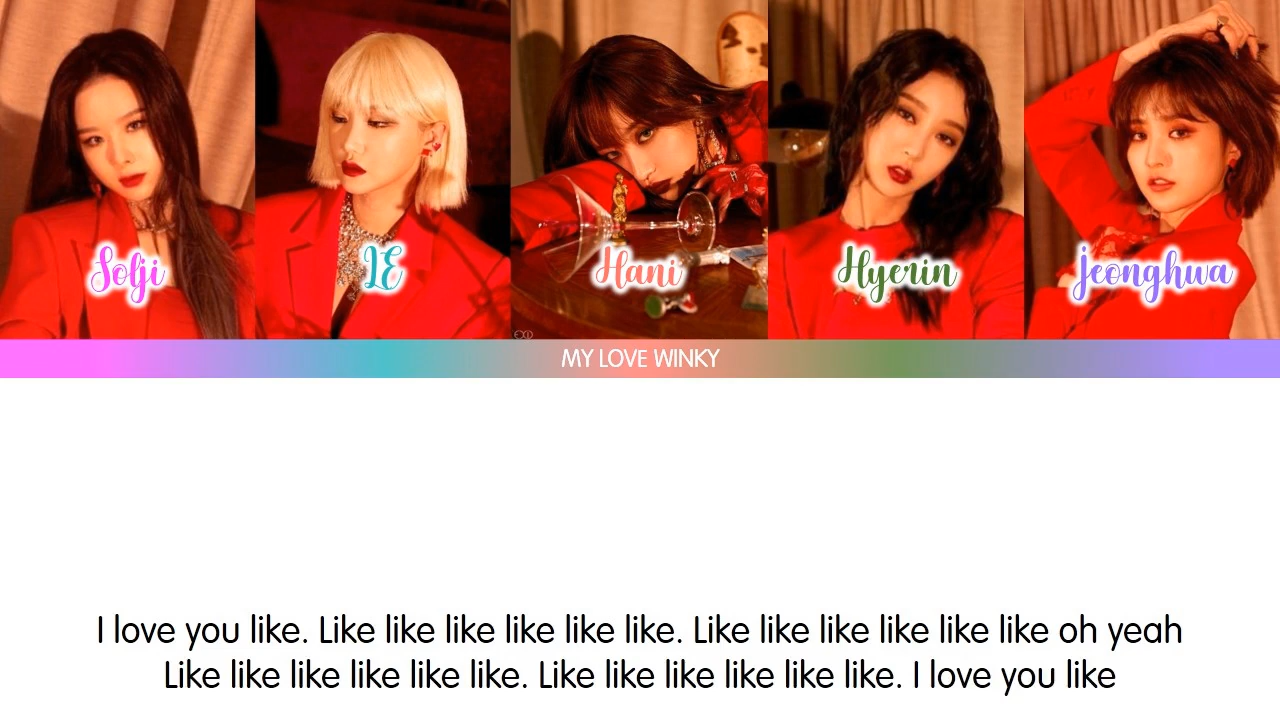 Solji
LE
Hani
Hyerin
Jeonghwa
EXID
MY LOVE WINKY
I love you like. Like like like like like like. Like like like like like like oh yeah
Like like like like like like. Like like like like like like. I love you like